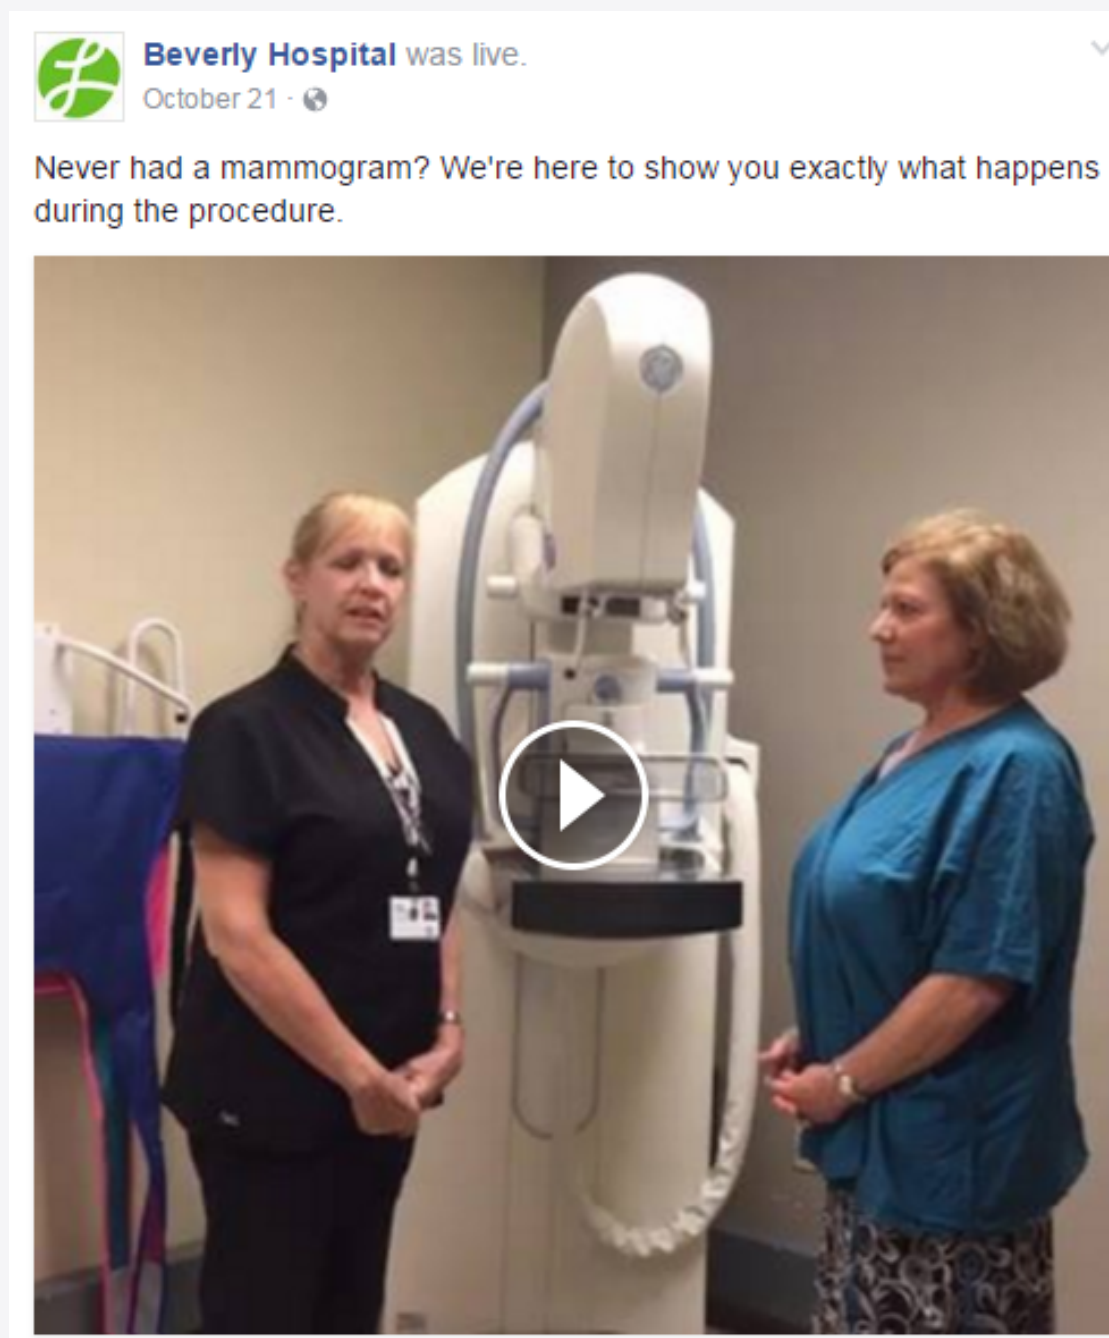 Beverly Hospital was live.
October 21 ·
Never had a mammogram? We're here to show you exactly what happens
during the procedure.